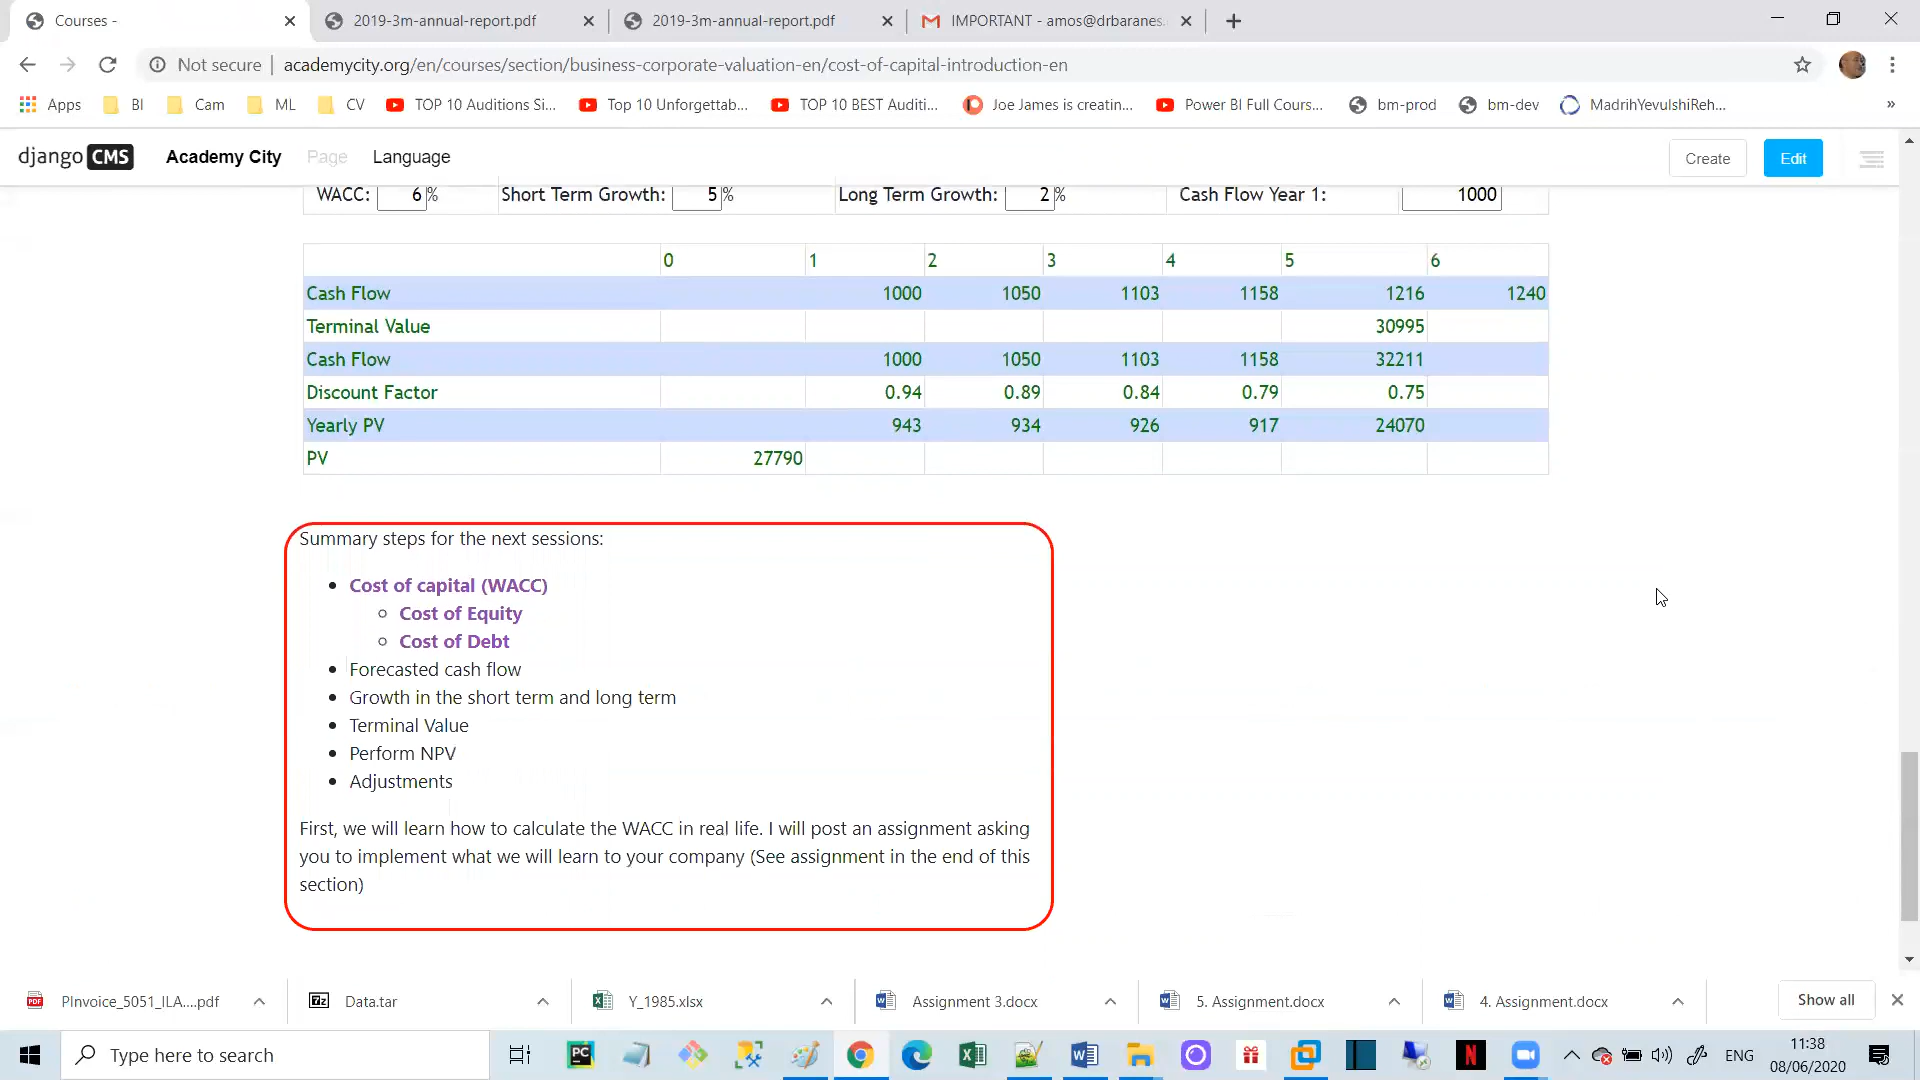 Courses -
2019-3m-annual-report.pdf
2019-3m-annual-report.pdf
IMPORTANT - amos@drbaranes.
Not secure
academycity.org/en/courses/section/business-corporate-valuation-en/cost-of-capital-introduction-en
Apps
BI
Cam
ML
CV
TOP 10 Auditions Si...
Top 10 Unforgettab...
TOP 10 BEST Auditi...
Joe James is creatin...
Power BI Full Cours...
bm-prod
bm-dev
MadrihYevulshiReh...
»
django CMS
Academy City
Page
Language
Create
Edit
WACC: 6 % Short Term Growth: 5 % Long Term Growth: 2 % Cash Flow Year 1: 1000
0 1 2 3 4 5 6
Cash Flow 1000 1050 1103 1158 1216 1240
Terminal Value 30995
Cash Flow 1000 1050 1103 1158 32211
Discount Factor 0.94 0.89 0.84 0.79 0.75
Yearly PV 943 934 926 917 24070
PV 27790
Summary steps for the next sessions:
Cost of capital (WACC)
Cost of Equity
Cost of Debt
Forecasted cash flow
Growth in the short term and long term
Terminal Value
Perform NPV
Adjustments
First, we will learn how to calculate the WACC in real life. I will post an assignment asking
you to implement what we will learn to your company (See assignment in the end of this
section)
PInvoice_5051_ILA....pdf
Data.tar
Y_1985.xlsx
Assignment 3.docx
5. Assignment.docx
4. Assignment.docx
Show all
Type here to search
ENG
11:38
08/06/2020